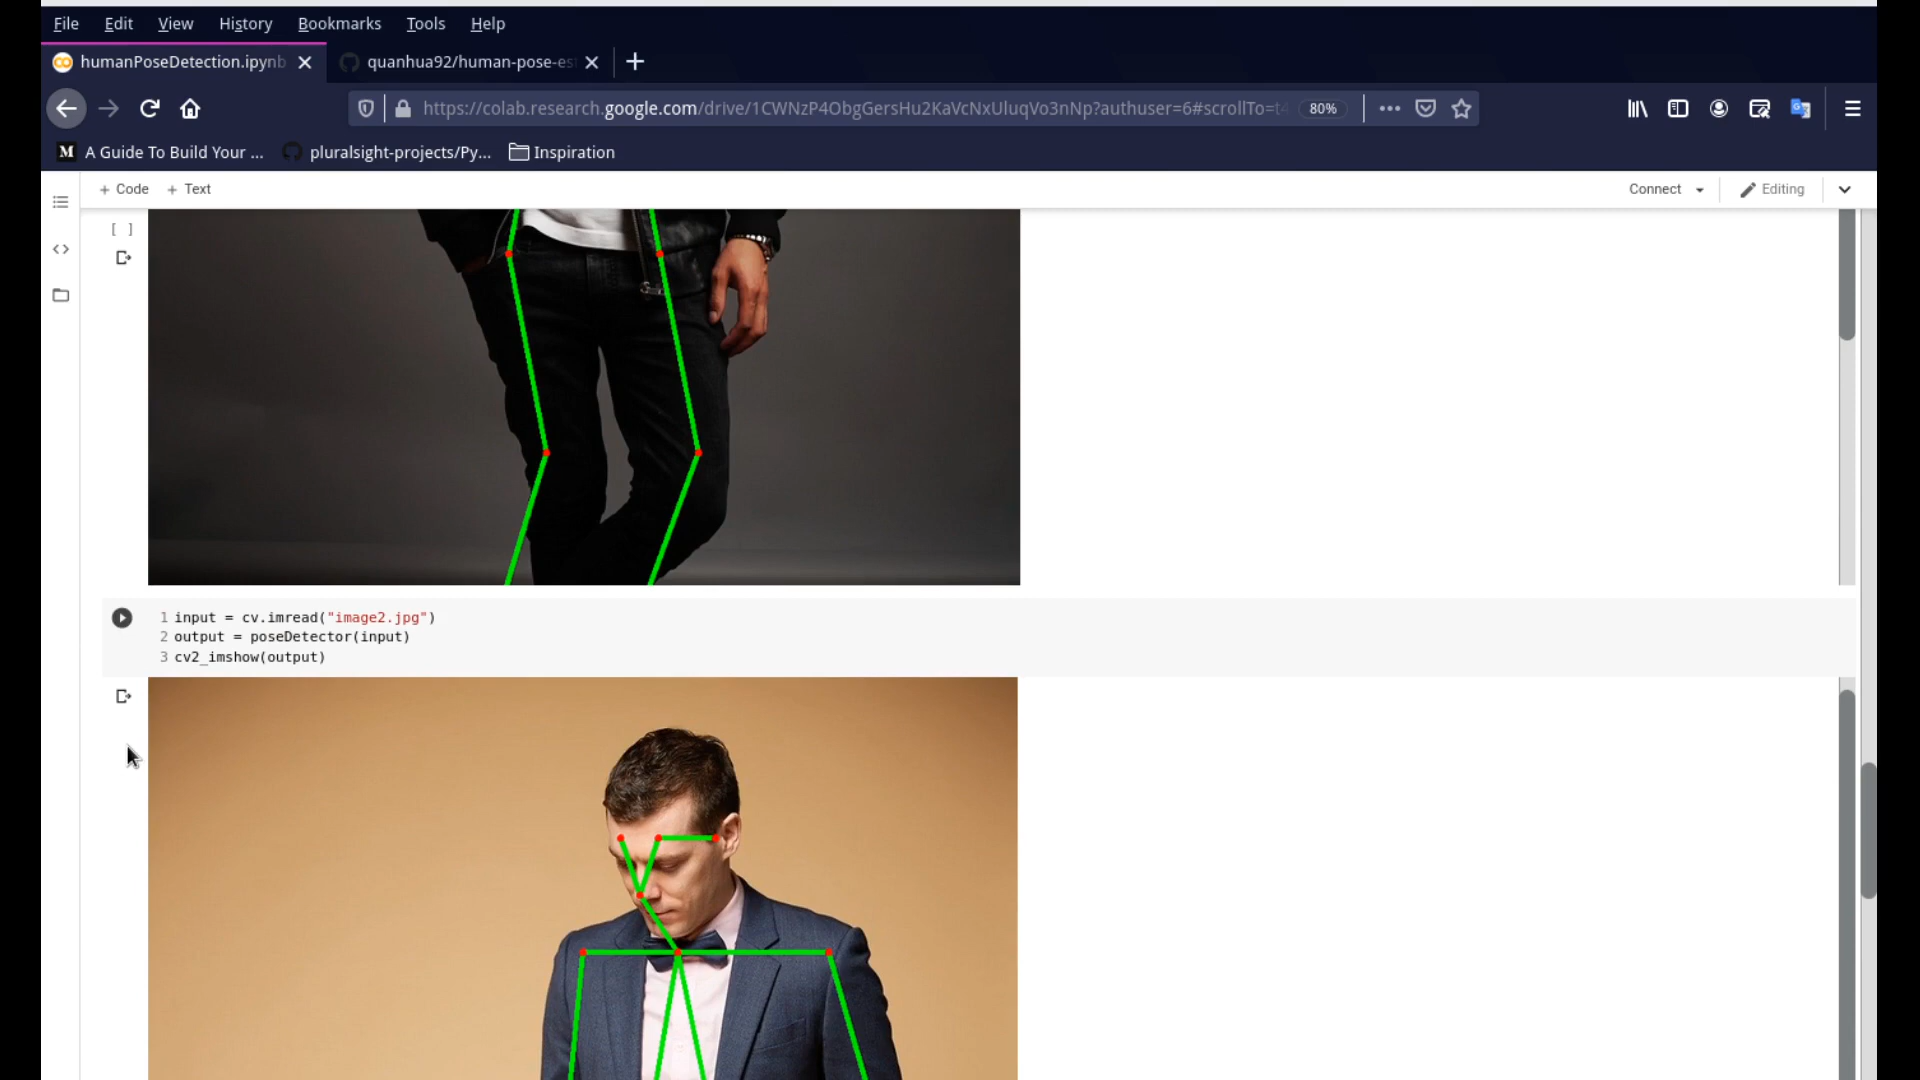 File Edit View History Bookmarks Tools Help
humanPoseDetection.ipynb quanhua92/human-pose-es
https://colab.research.google.com/drive/1CWNzP4ObgGersHu2KaVcNxUluqVo3nNp?authuser=6#scrollTo=t4 80%
M A Guide To Build Your ... pluralsight-projects/Py... Inspiration
+ Code + Text Connect Editing
[ ]
1 input = cv.imread("image2.jpg")
2 output = poseDetector(input)
3 cv2_imshow(output)